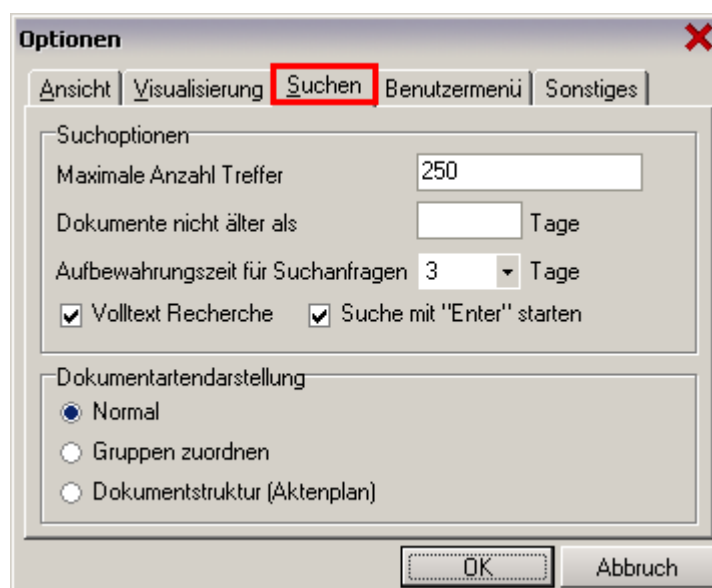 Optionen
Ansicht Visualisierung Suchen Benutzermenü Sonstiges
Suchoptionen
Maximale Anzahl Treffer 250
Dokumente nicht älter als Tage
Aufbewahrungszeit für Suchanfragen 3 Tage
Volltext Recherche Suche mit "Enter" starten
Dokumentartendarstellung
Normal
Gruppen zuordnen
Dokumentstruktur (Aktenplan)
OK Abbruch